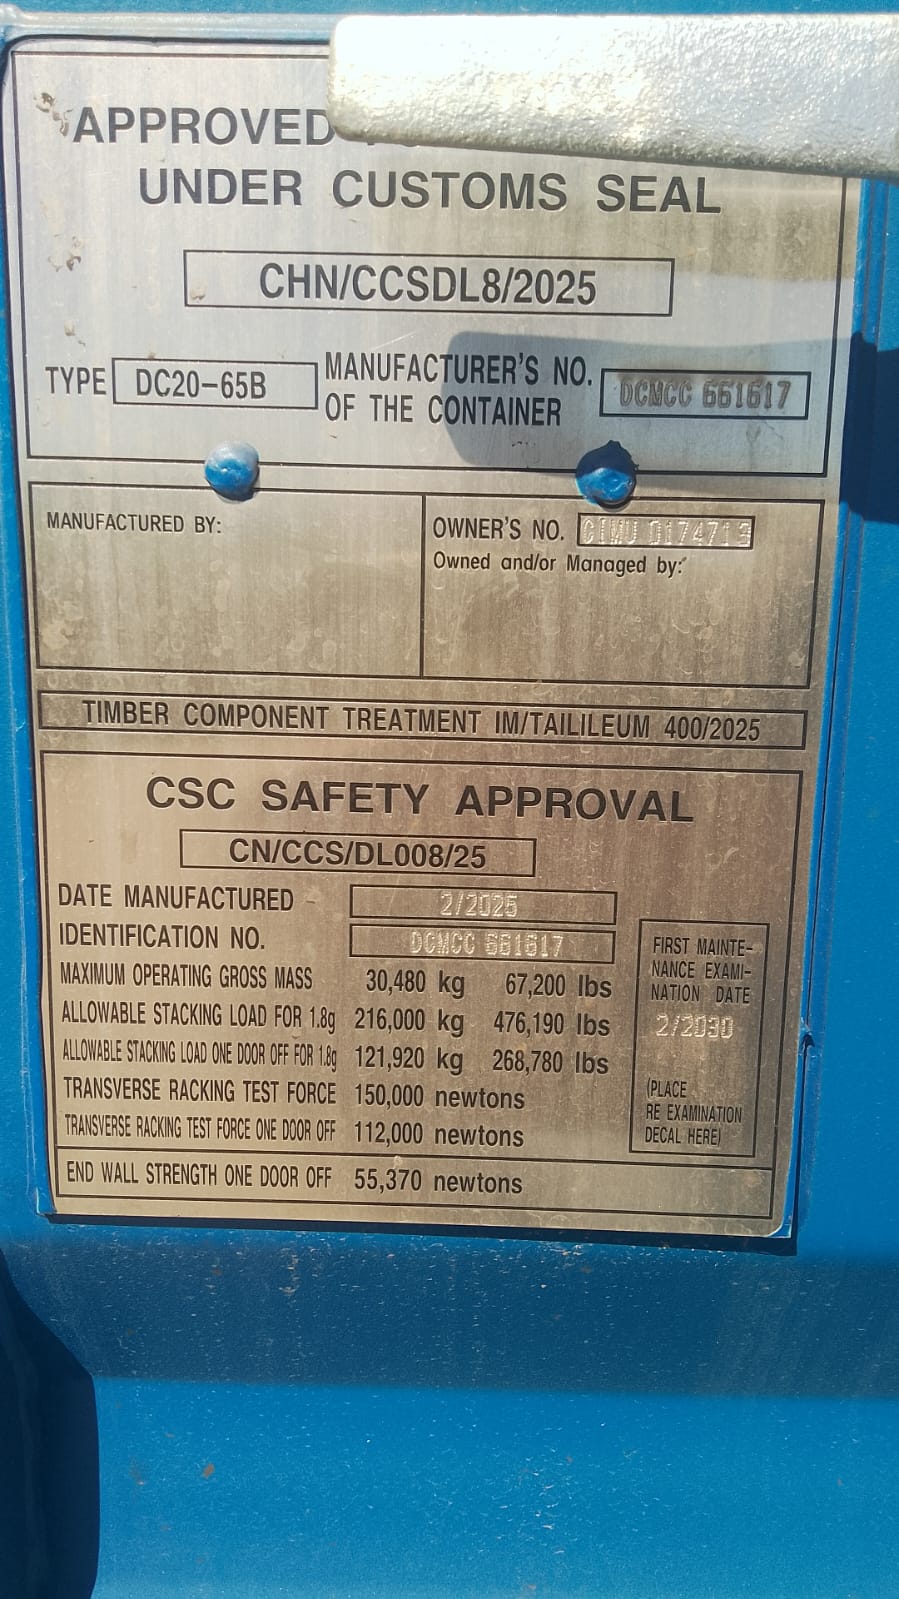 APPROVED
UNDER CUSTOMS SEAL
CHN/CCSDL8/2025
TYPE DC20-65B MANUFACTURER'S NO. OF THE CONTAINER DCMCC 661617
MANUFACTURED BY:
OWNER'S NO. CIMU 0174713
Owned and/or Managed by:
TIMBER COMPONENT TREATMENT IM/TAILILEUM 400/2025
CSC SAFETY APPROVAL
CN/CCS/DL008/25
DATE MANUFACTURED 2/2025
IDENTIFICATION NO. DCMCC 661617
MAXIMUM OPERATING GROSS MASS 30,480 kg 67,200 lbs
ALLOWABLE STACKING LOAD FOR 1.8g 216,000 kg 476,190 lbs
ALLOWABLE STACKING LOAD ONE DOOR OFF FOR 1.8g 121,920 kg 268,780 lbs
TRANSVERSE RACKING TEST FORCE 150,000 newtons
TRANSVERSE RACKING TEST FORCE ONE DOOR OFF 112,000 newtons
END WALL STRENGTH ONE DOOR OFF 55,370 newtons
FIRST MAINTE-
NANCE EXAMI-
NATION DATE
2/2030
(PLACE
RE EXAMINATION
DECAL HERE)